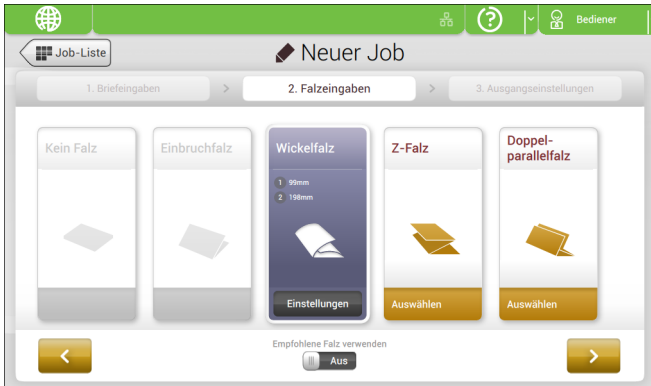 Bediener
Job-Liste
Neuer Job
1. Briefeingaben > 2. Falzeingaben > 3. Ausgangseinstellungen
Kein Falz
Einbruchfalz
Wickelfalz
1 99mm
2 198mm
Einstellungen
Z-Falz
Auswählen
Doppel-
parallelfalz
Auswählen
Empfohlene Falz verwenden
Aus